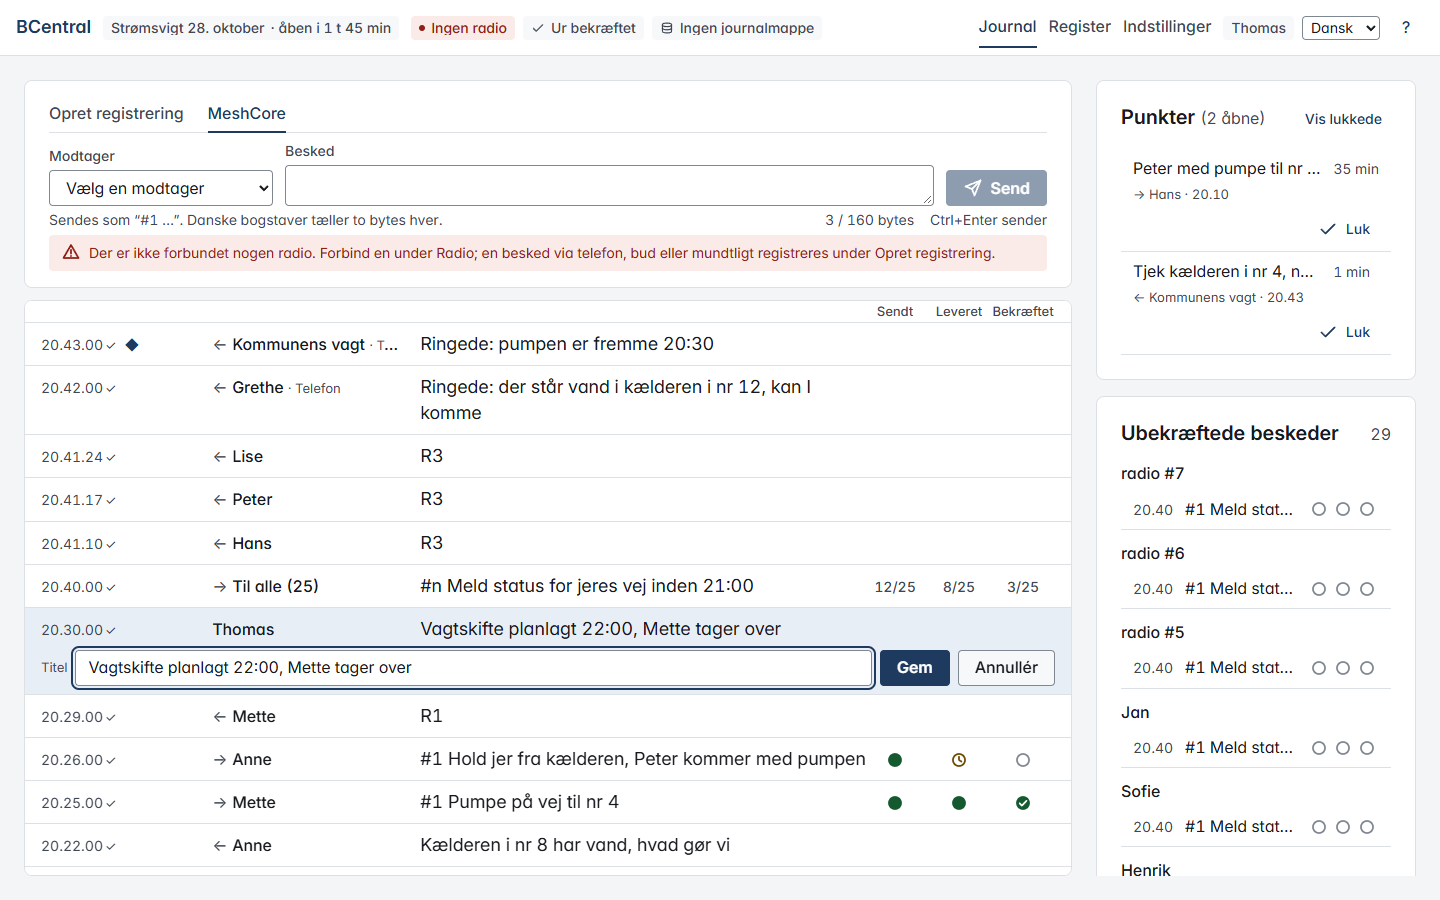 BCentral
Strømsvigt 28. oktober · åben i 1 t 45 min
Ingen radio
Ur bekræftet
Ingen journalmappe
Journal
Register
Indstillinger
Thomas
Dansk
?
Opret registrering
MeshCore
Modtager
Besked
Vælg en modtager
Send
Sendes som “#1 …”. Danske bogstaver tæller to bytes hver.
3 / 160 bytes
Ctrl+Enter sender
Der er ikke forbundet nogen radio. Forbind en under Radio; en besked via telefon, bud eller mundtligt registreres under Opret registrering.
Sendt Leveret Bekræftet
20.43.00 ← Kommunens vagt · T... Ringede: pumpen er fremme 20:30
20.42.00 ← Grethe · Telefon Ringede: der står vand i kælderen i nr 12, kan I
komme
20.41.24 ← Lise R3
20.41.17 ← Peter R3
20.41.10 ← Hans R3
20.40.00 → Til alle (25) #n Meld status for jeres vej inden 21:00 12/25 8/25 3/25
20.30.00 Thomas Vagtskifte planlagt 22:00, Mette tager over
Titel Vagtskifte planlagt 22:00, Mette tager over Gem Annullér
20.29.00 ← Mette R1
20.26.00 → Anne #1 Hold jer fra kælderen, Peter kommer med pumpen
20.25.00 → Mette #1 Pumpe på vej til nr 4
20.22.00 ← Anne Kælderen i nr 8 har vand, hvad gør vi
Punkter (2 åbne) Vis lukkede
Peter med pumpe til nr ... 35 min
→ Hans · 20.10
Luk
Tjek kælderen i nr 4, n... 1 min
← Kommunens vagt · 20.43
Luk
Ubekræftede beskeder 29
radio #7
20.40 #1 Meld stat...
radio #6
20.40 #1 Meld stat...
radio #5
20.40 #1 Meld stat...
Jan
20.40 #1 Meld stat...
Sofie
20.40 #1 Meld stat...
Henrik